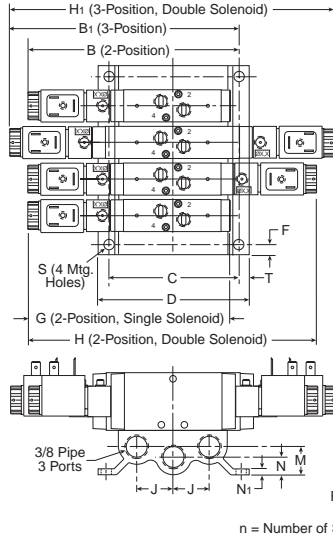 H1 (3-Position, Double Solenoid)
B1 (3-Position)
B (2-Position)
2
4
2
4
2
4
2
4
F
S (4 Mtg.
Holes)
C
T
D
G (2-Position, Single Solenoid)
H (2-Position, Double Solenoid)
3/8 Pipe
3 Ports
M
N
J
J
N1
n = Number of